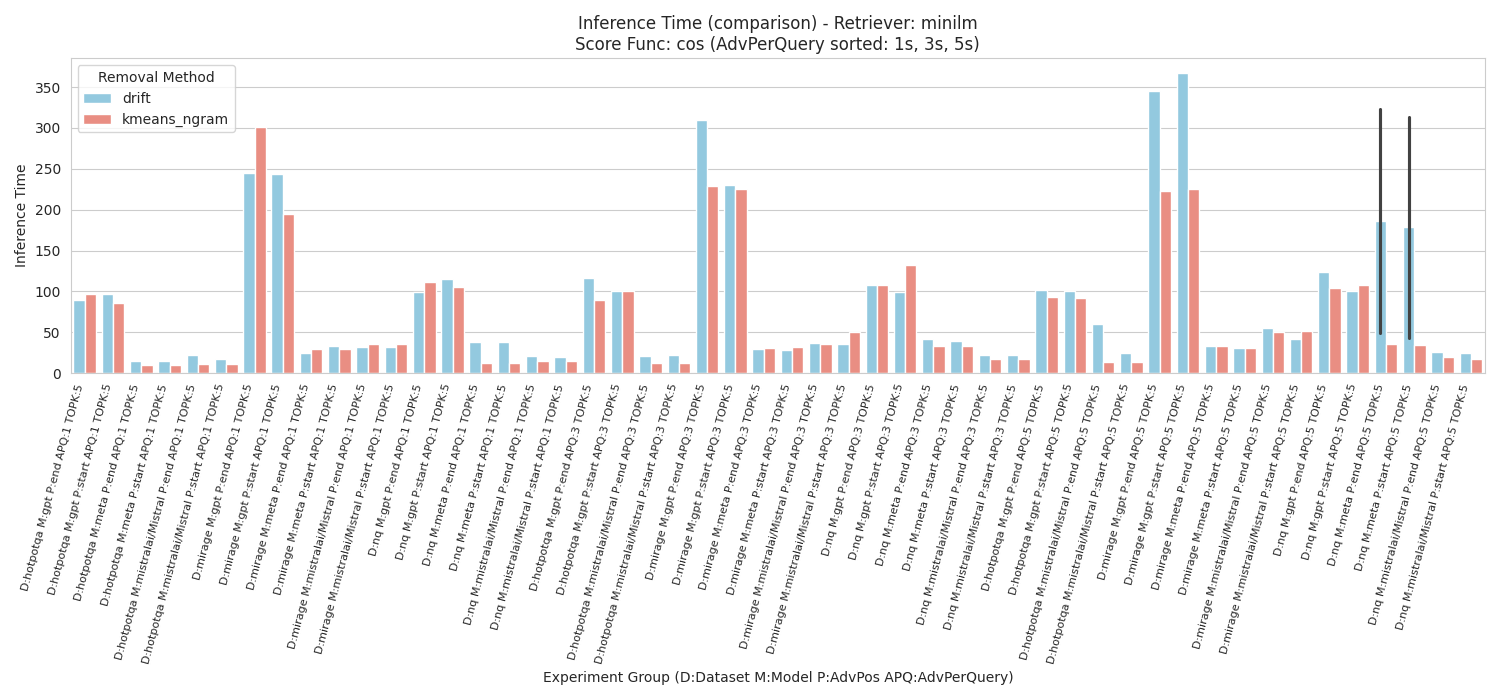 Inference Time (comparison) - Retriever: minilm
Score Func: cos (AdvPerQuery sorted: 1s, 3s, 5s)
Removal Method
drift
kmeans_ngram
Inference Time
350
300
250
200
150
100
50
0
D:hotpotqa M:gpt P:end APQ:1 TOPK:5
D:hotpotqa M:gpt P:start APQ:1 TOPK:5
D:hotpotqa M:meta P:end APQ:1 TOPK:5
D:hotpotqa M:meta P:start APQ:1 TOPK:5
D:hotpotqa M:mistralai/Mistral P:end APQ:1 TOPK:5
D:hotpotqa M:mistralai/Mistral P:start APQ:1 TOPK:5
D:mirage M:gpt P:end APQ:1 TOPK:5
D:mirage M:gpt P:start APQ:1 TOPK:5
D:mirage M:meta P:end APQ:1 TOPK:5
D:mirage M:meta P:start APQ:1 TOPK:5
D:mirage M:mistralai/Mistral P:end APQ:1 TOPK:5
D:mirage M:mistralai/Mistral P:start APQ:1 TOPK:5
D:nq M:gpt P:end APQ:1 TOPK:5
D:nq M:gpt P:start APQ:1 TOPK:5
D:nq M:meta P:end APQ:1 TOPK:5
D:nq M:meta P:start APQ:1 TOPK:5
D:nq M:mistralai/Mistral P:end APQ:1 TOPK:5
D:nq M:mistralai/Mistral P:start APQ:1 TOPK:5
D:hotpotqa M:gpt P:end APQ:3 TOPK:5
D:hotpotqa M:gpt P:start APQ:3 TOPK:5
D:hotpotqa M:mistralai/Mistral P:end APQ:3 TOPK:5
D:hotpotqa M:mistralai/Mistral P:start APQ:3 TOPK:5
D:mirage M:gpt P:end APQ:3 TOPK:5
D:mirage M:gpt P:start APQ:3 TOPK:5
D:mirage M:meta P:end APQ:3 TOPK:5
D:mirage M:meta P:start APQ:3 TOPK:5
D:mirage M:mistralai/Mistral P:end APQ:3 TOPK:5
D:mirage M:mistralai/Mistral P:start APQ:3 TOPK:5
D:nq M:gpt P:end APQ:3 TOPK:5
D:nq M:gpt P:start APQ:3 TOPK:5
D:nq M:meta P:end APQ:3 TOPK:5
D:nq M:meta P:start APQ:3 TOPK:5
D:nq M:mistralai/Mistral P:end APQ:3 TOPK:5
D:nq M:mistralai/Mistral P:start APQ:3 TOPK:5
D:hotpotqa M:gpt P:end APQ:5 TOPK:5
D:hotpotqa M:gpt P:start APQ:5 TOPK:5
D:hotpotqa M:mistralai/Mistral P:end APQ:5 TOPK:5
D:hotpotqa M:mistralai/Mistral P:start APQ:5 TOPK:5
D:mirage M:gpt P:end APQ:5 TOPK:5
D:mirage M:gpt P:start APQ:5 TOPK:5
D:mirage M:meta P:end APQ:5 TOPK:5
D:mirage M:meta P:start APQ:5 TOPK:5
D:mirage M:mistralai/Mistral P:end APQ:5 TOPK:5
D:mirage M:mistralai/Mistral P:start APQ:5 TOPK:5
D:nq M:gpt P:end APQ:5 TOPK:5
D:nq M:gpt P:start APQ:5 TOPK:5
D:nq M:meta P:end APQ:5 TOPK:5
D:nq M:meta P:start APQ:5 TOPK:5
D:nq M:mistralai/Mistral P:end APQ:5 TOPK:5
D:nq M:mistralai/Mistral P:start APQ:5 TOPK:5
Experiment Group (D:Dataset M:Model P:AdvPos APQ:AdvPerQuery)